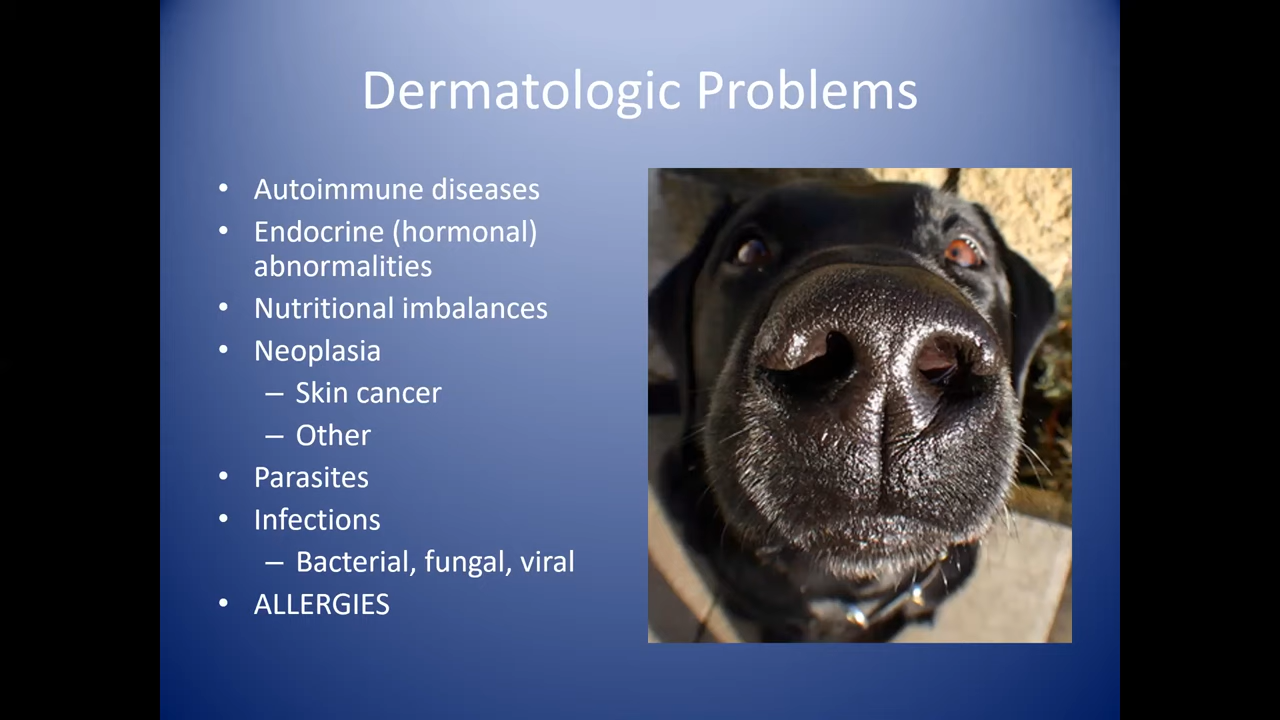 Dermatologic Problems
• Autoimmune diseases
• Endocrine (hormonal)
abnormalities
• Nutritional imbalances
• Neoplasia
– Skin cancer
– Other
• Parasites
• Infections
– Bacterial, fungal, viral
• ALLERGIES